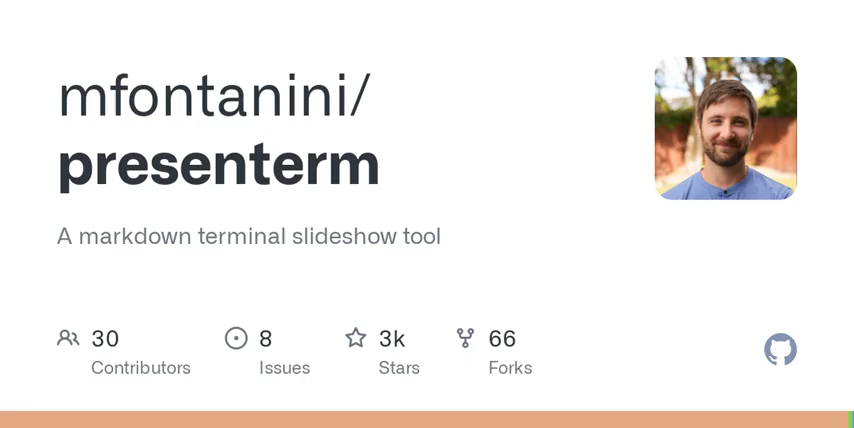 mfontanini/
presenterm
A markdown terminal slideshow tool
30 8 3k 66
Contributors Issues Stars Forks